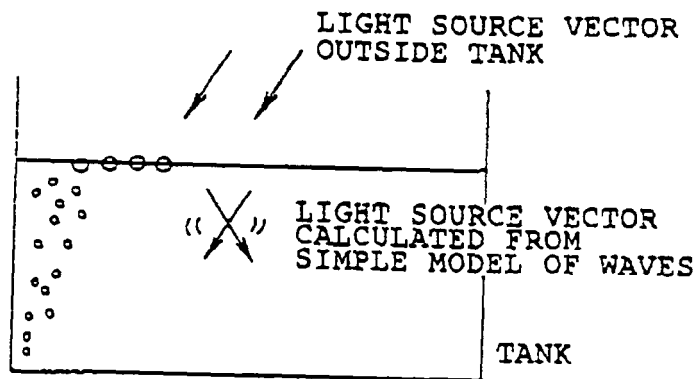 LIGHT SOURCE VECTOR
OUTSIDE TANK
LIGHT SOURCE VECTOR
CALCULATED FROM
SIMPLE MODEL OF WAVES
TANK